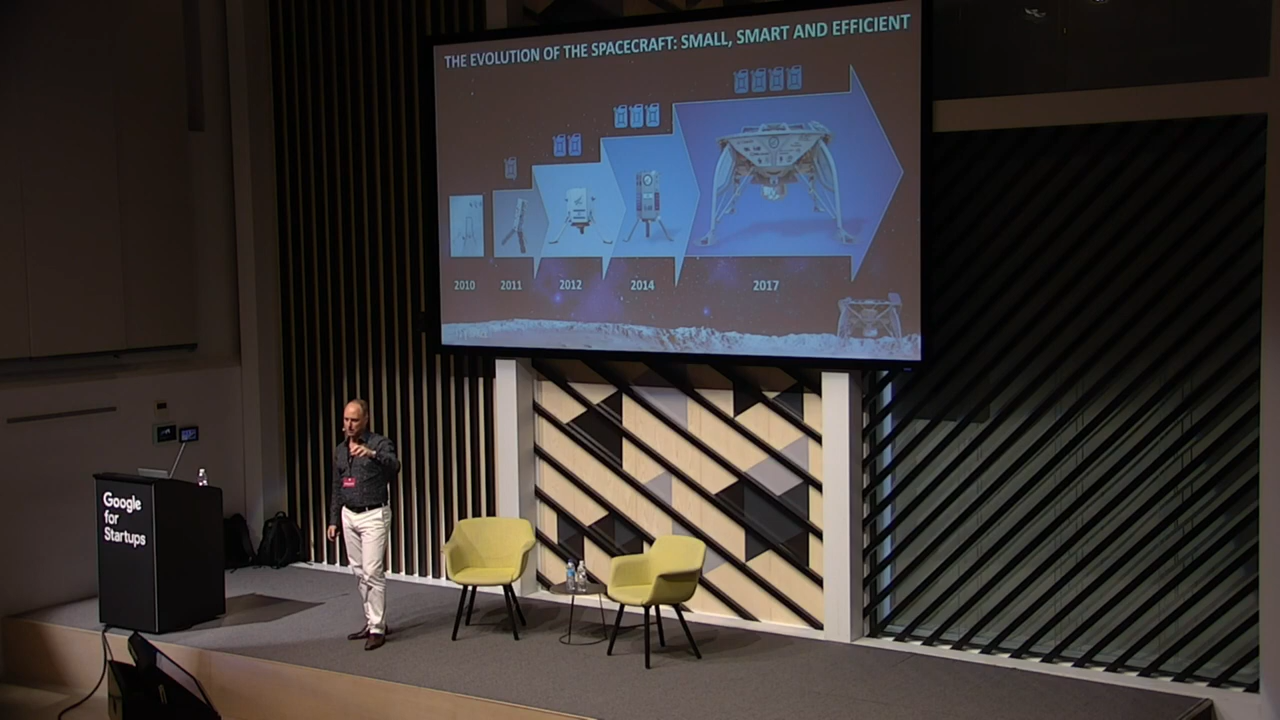 THE EVOLUTION OF THE SPACECRAFT: SMALL, SMART AND EFFICIENT
2010
2011
2012
2014
2017
Google
for
Startups